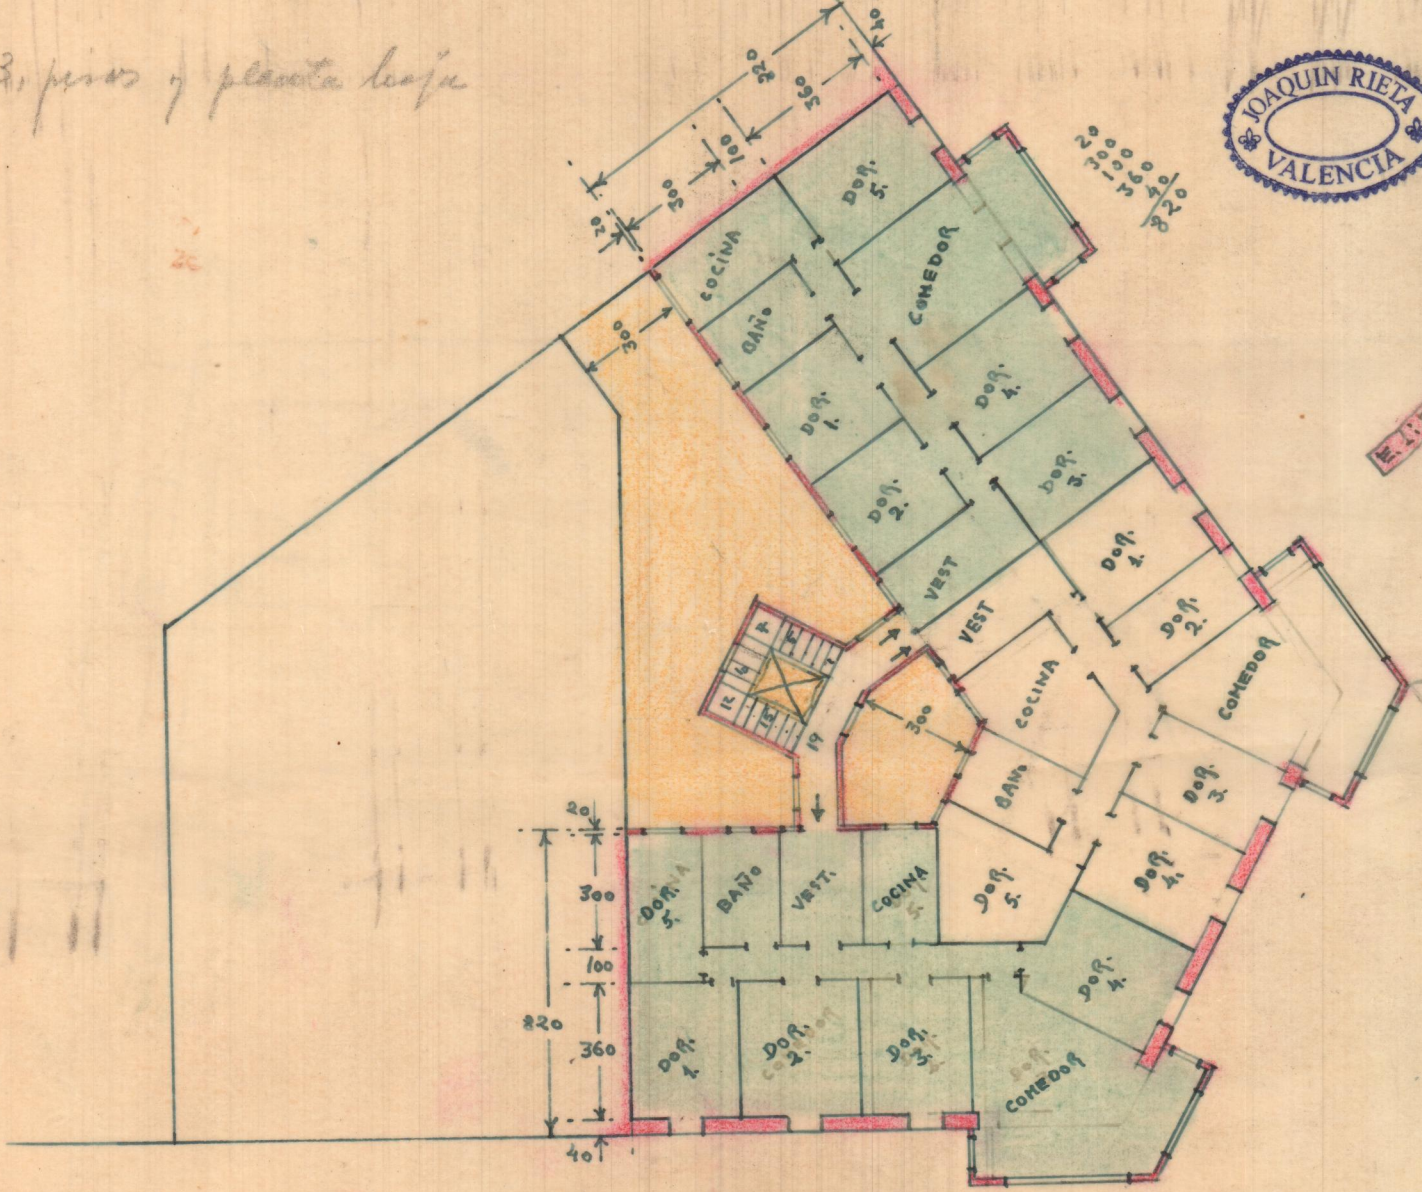 3, pisos y planta baja
JOAQUIN RIETA
VALENCIA
820
40
360
100
300
20
20
300
100
360
40
820
DOR. 5.
COCINA
COMEDOR
BAÑO
300
DOR. 1.
DOR. 4.
DOR. 2.
DOR. 3.
VEST
VEST
DOR. 1.
DOR. 2.
COCINA
COMEDOR
300
19
15
12
BAÑO
DOR. 3.
DOR. 4.
DOR. 5.
20
300
100
820
360
40
DOR. 5.
BAÑO
VEST.
COCINA
DOR. 4.
DOR. 1.
DOR. 2.
DOR. 3.
COMEDOR